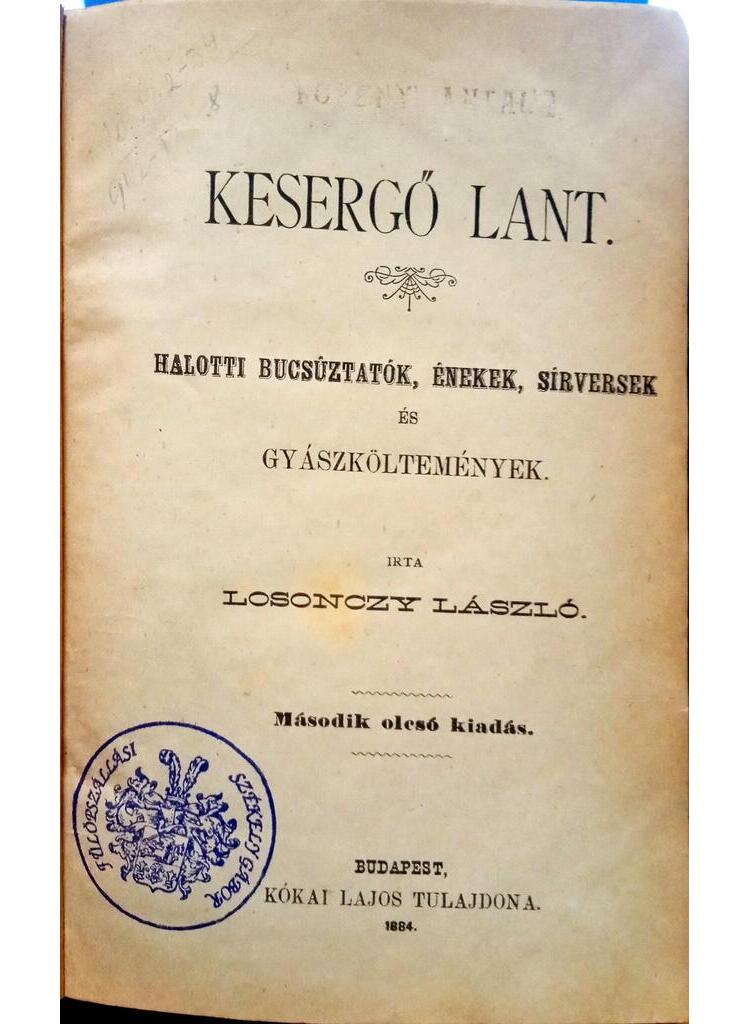 KESERGŐ LANT.
HALOTTI BUCSÚZTATÓK, ÉNEKEK, SÍRVERSEK
ÉS
GYÁSZKÖLTEMÉNYEK.
IRTA
LOSONCZY LÁSZLÓ.
Második olcsó kiadás.
FÜLÖPSZÁLLÁSI
SZÉKELY GÁBOR
BUDAPEST,
KÓKAI LAJOS TULAJDONA.
1884.